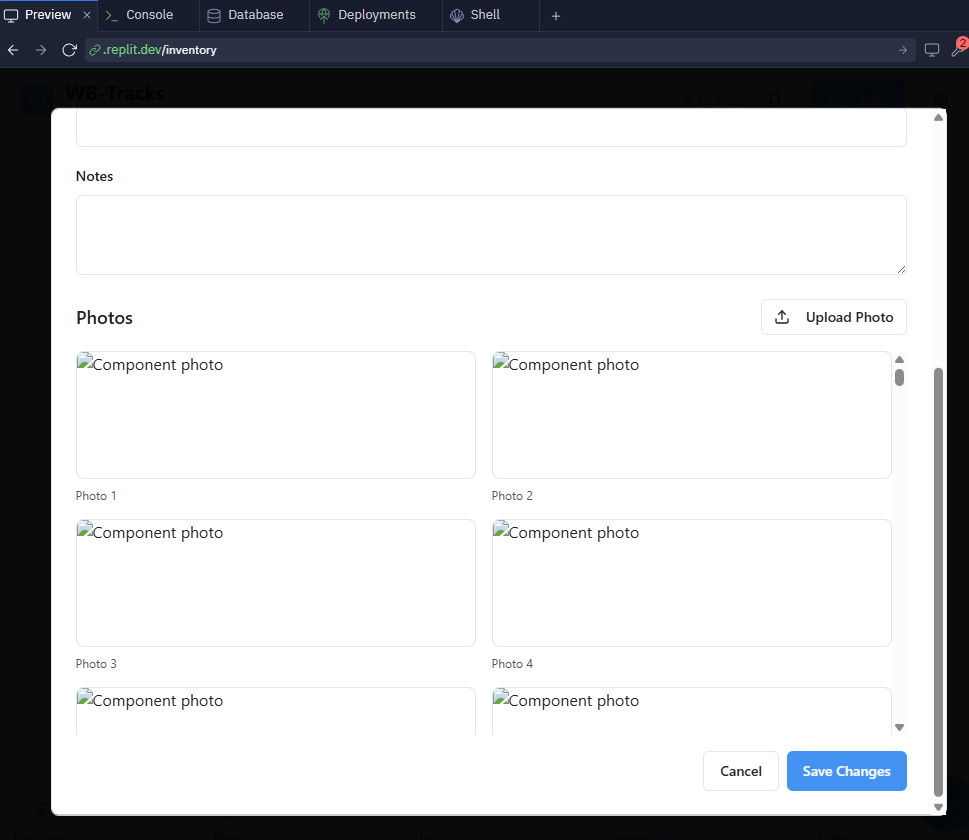 Preview
Console
Database
Deployments
Shell
.replit.dev/inventory
2
WB-Tracks
Notes
Photos
Upload Photo
Component photo
Component photo
Photo 1
Photo 2
Component photo
Component photo
Photo 3
Photo 4
Component photo
Component photo
Cancel
Save Changes